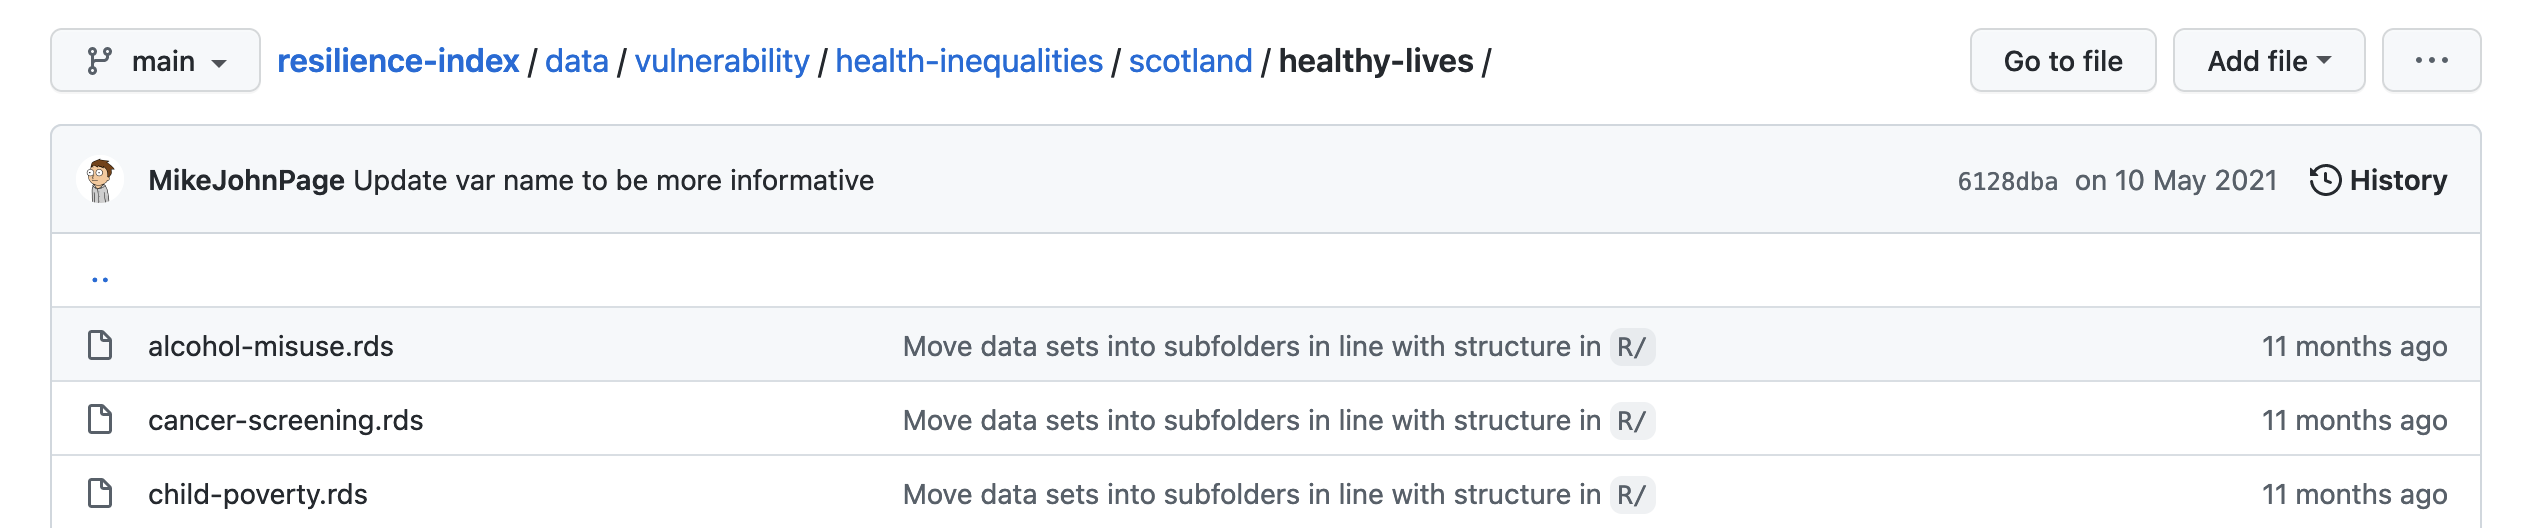 main resilience-index / data / vulnerability / health-inequalities / scotland / healthy-lives / Go to file Add file ...
MikeJohnPage Update var name to be more informative 6128dba on 10 May 2021 History
..
alcohol-misuse.rds Move data sets into subfolders in line with structure in R/ 11 months ago
cancer-screening.rds Move data sets into subfolders in line with structure in R/ 11 months ago
child-poverty.rds Move data sets into subfolders in line with structure in R/ 11 months ago